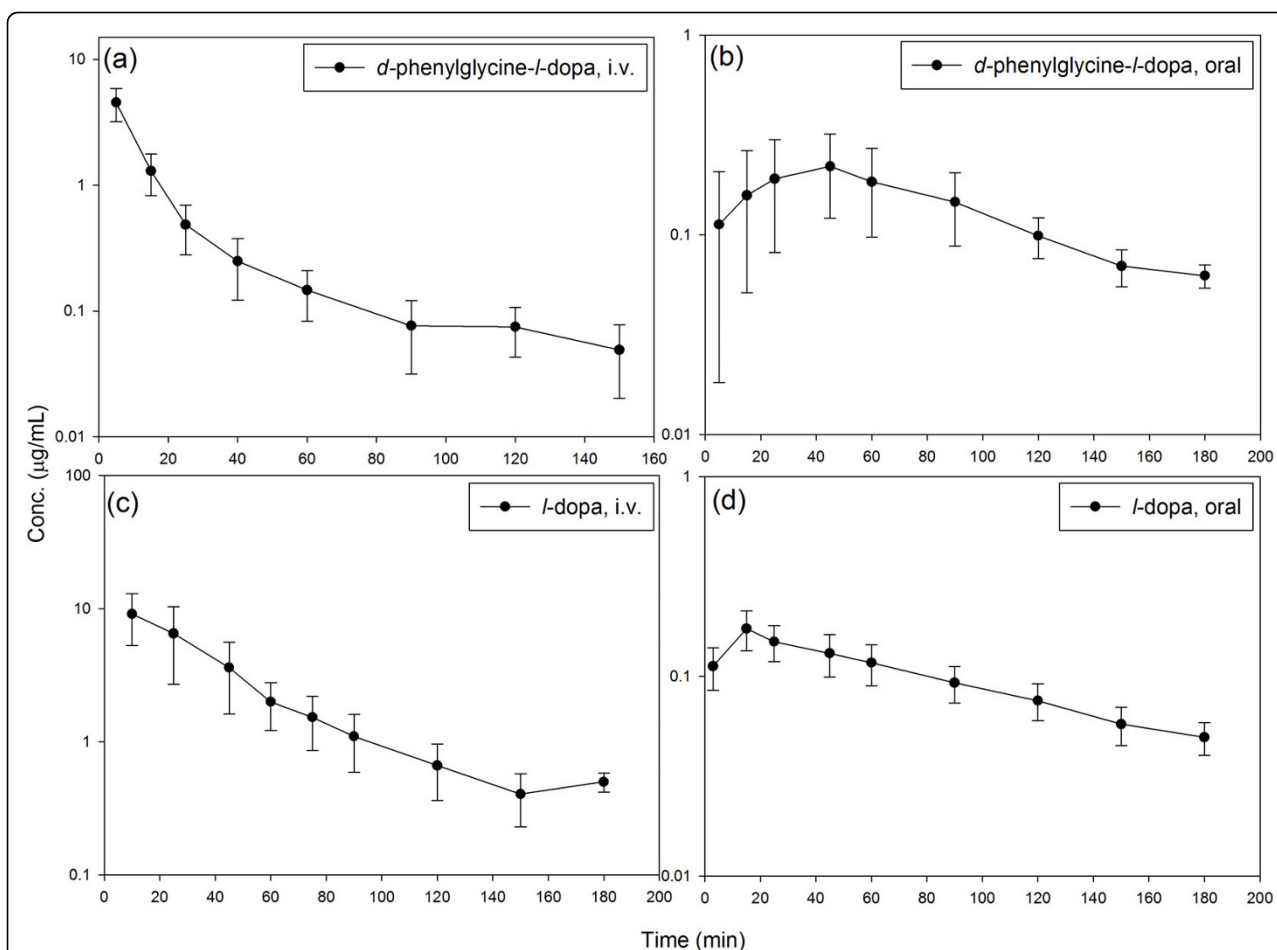 (a)
d-phenylglycine-l-dopa, i.v.
10
1
0.1
0.01
0 20 40 60 80 100 120 140 160
(b)
d-phenylglycine-l-dopa, oral
1
0.1
0.01
0 20 40 60 80 100 120 140 160 180 200
Conc. (μg/mL)
(c)
l-dopa, i.v.
100
10
1
0.1
0 20 40 60 80 100 120 140 160 180 200
(d)
l-dopa, oral
1
0.1
0.01
0 20 40 60 80 100 120 140 160 180 200
Time (min)